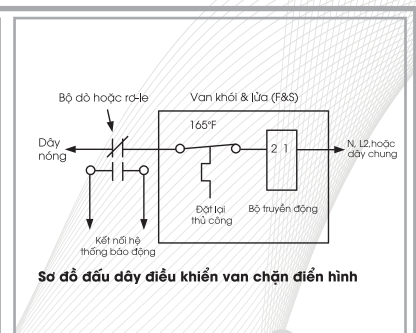 Bộ dò hoặc rơ-le
Van khói & lửa (F&S)
165°F
Dây
nóng
2 1
N, L2,hoặc
dây chung
Đặt lại
thủ công
Bộ truyền động
Kết nối hệ
thống báo động
Sơ đồ đấu dây điều khiển van chặn điển hình